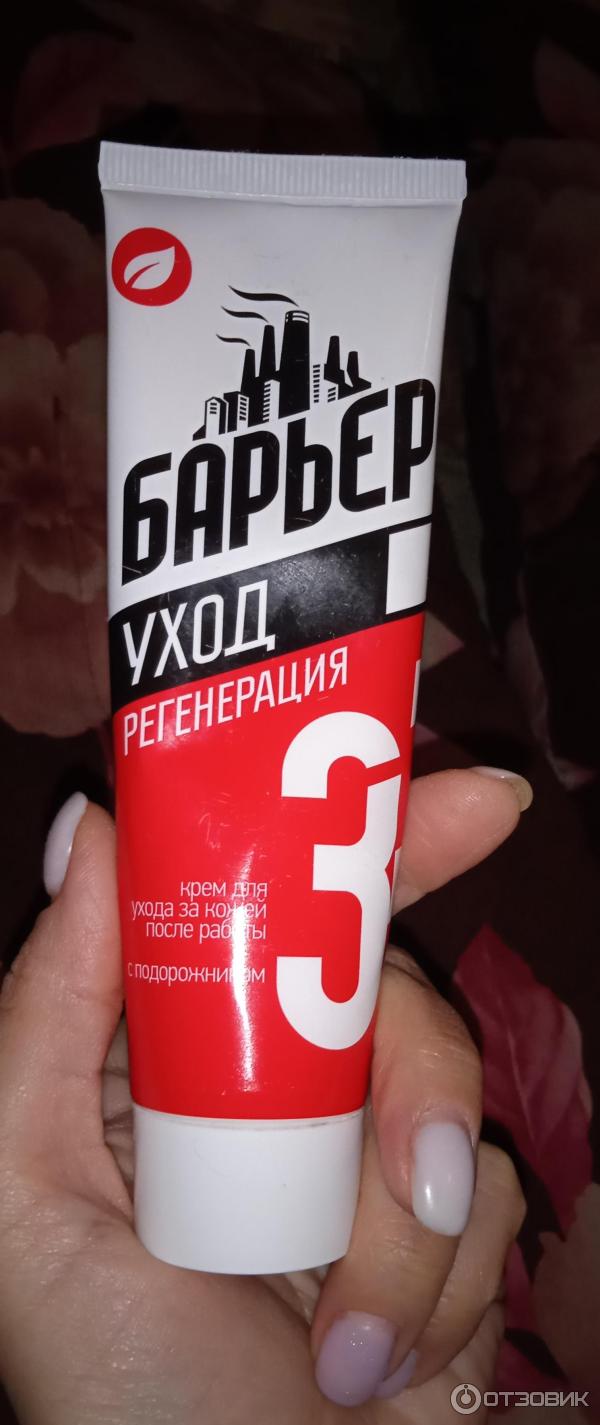 БАРЬЕР
УХОД
РЕГЕНЕРАЦИЯ
3
крем для
ухода за кожей
после работы
с подорожником
ОТЗОВИК